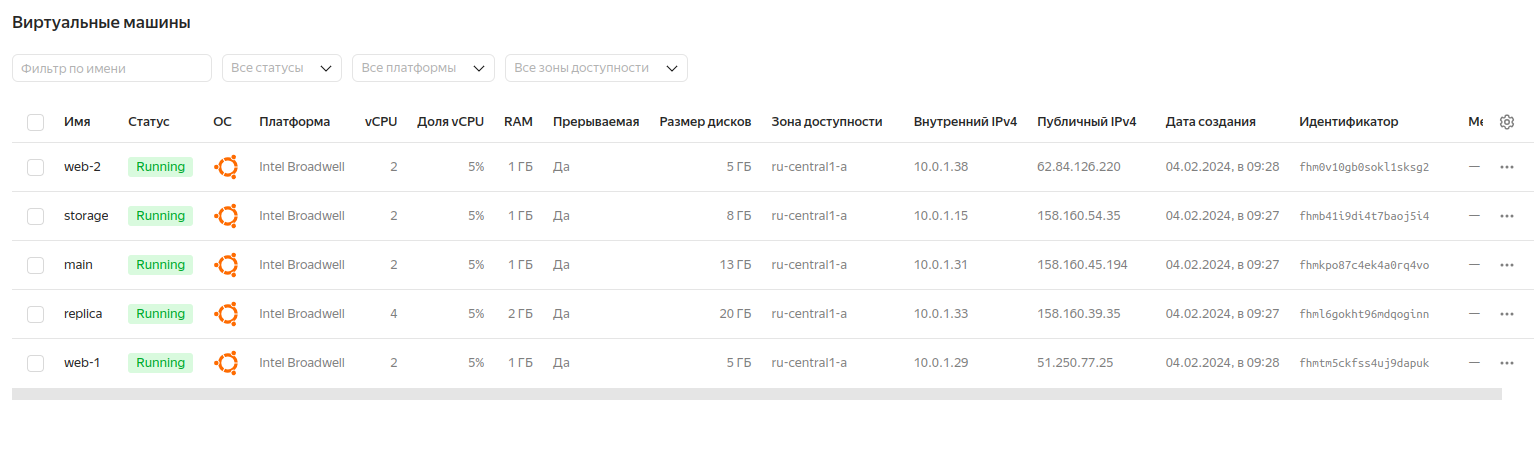 Виртуальные машины
Фильтр по имени Все статусы Все платформы Все зоны доступности
Имя Статус ОС Платформа vCPU Доля vCPU RAM Прерываемая Размер дисков Зона доступности Внутренний IPv4 Публичный IPv4 Дата создания Идентификатор Ме
web-2 Running Intel Broadwell 2 5% 1 ГБ Да 5 ГБ ru-central1-a 10.0.1.38 62.84.126.220 04.02.2024, в 09:28 fhm0v10gb0sokl1sksg2 —
storage Running Intel Broadwell 2 5% 1 ГБ Да 8 ГБ ru-central1-a 10.0.1.15 158.160.54.35 04.02.2024, в 09:27 fhmb41i9di4t7baoj5i4 —
main Running Intel Broadwell 2 5% 1 ГБ Да 13 ГБ ru-central1-a 10.0.1.31 158.160.45.194 04.02.2024, в 09:27 fhmkpo87c4ek4a0rq4vo —
replica Running Intel Broadwell 4 5% 2 ГБ Да 20 ГБ ru-central1-a 10.0.1.33 158.160.39.35 04.02.2024, в 09:27 fhml6gokht96mdqoginn —
web-1 Running Intel Broadwell 2 5% 1 ГБ Да 5 ГБ ru-central1-a 10.0.1.29 51.250.77.25 04.02.2024, в 09:28 fhmtm5ckfss4uj9dapuk —